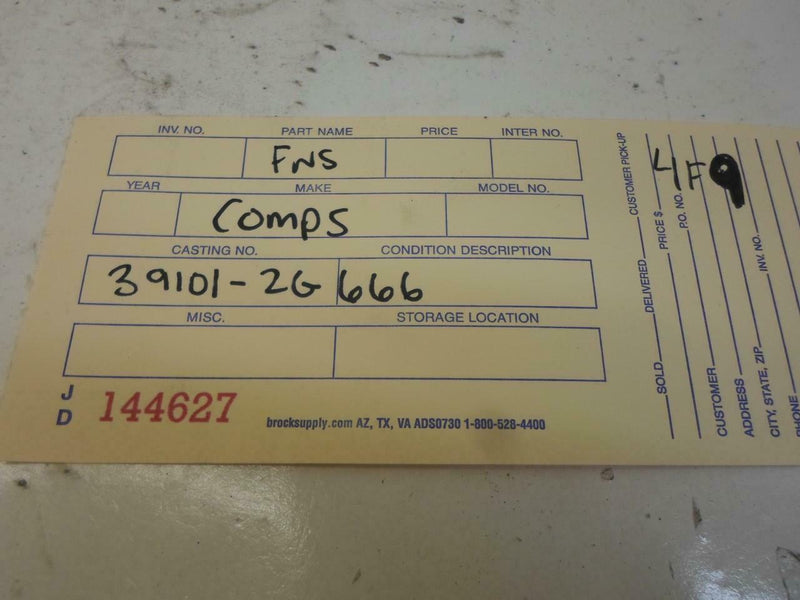 INV. NO. PART NAME PRICE INTER NO.
FNS
YEAR MAKE MODEL NO.
Comps
CASTING NO. CONDITION DESCRIPTION
39101-2G666
MISC. STORAGE LOCATION
J
D
144627
brocksupply.com AZ, TX, VA ADS0730 1-800-528-4400
4F9
SOLD DELIVERED CUSTOMER PICK-UP
PRICE $
P.O. NO.
CUSTOMER
ADDRESS
CITY, STATE, ZIP INV. NO.
PHONE